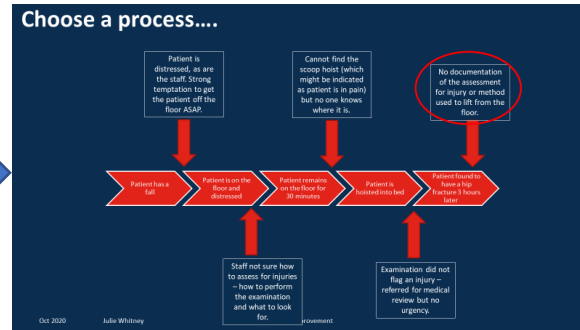 Choose a process….
Patient is
distressed, as are
the staff. Strong
temptation to get
the patient off the
floor ASAP.
Cannot find the
scoop hoist (which
might be indicated
as patient is in pain)
but no one knows
where it is.
No documentation
of the assessment
for injury or method
used to lift from the
floor.
Patient has a
fall
Patient is on the
floor and
distressed
Patient remains
on the floor for
30 minutes
Patient is
hoisted into bed
Patient found to
have a hip
fracture 3 hours
later
Staff not sure how
to assess for injuries
– how to perform
the examination
and what to look
for.
Examination did not
flag an injury –
referred for medical
review but no
urgency.
Oct 2020
Julie Whitney